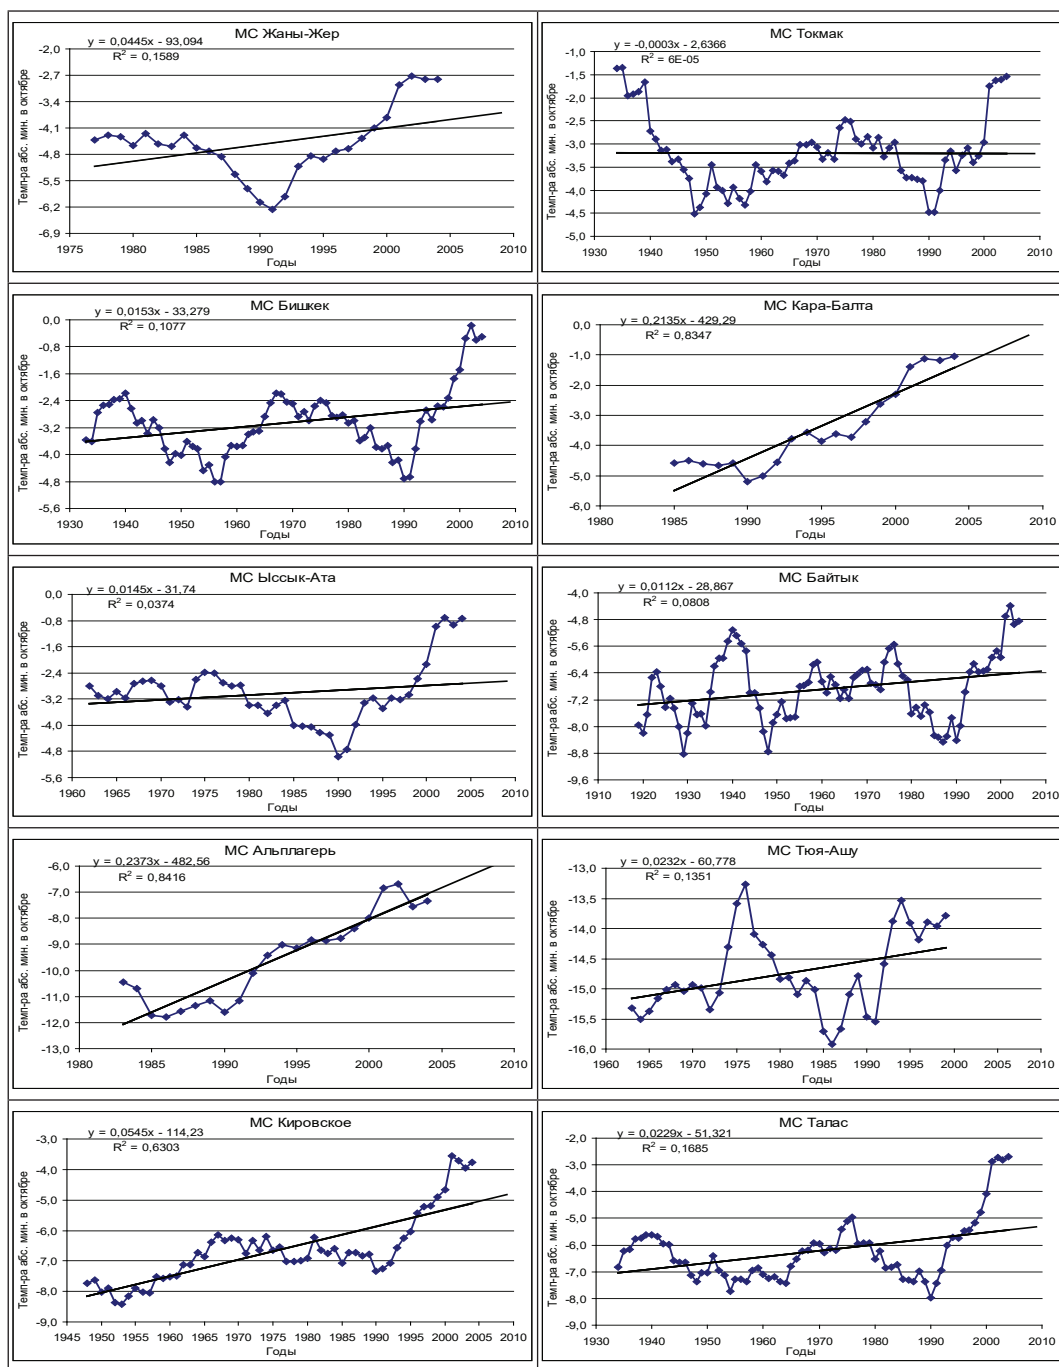 МС Жаны-Жер
y = 0,0445x - 93,094
R² = 0,1589
Темп-ра абс. мин. в октябре
-2,0
-2,7
-3,4
-4,1
-4,8
-5,5
-6,2
-6,9
1975 1980 1985 1990 1995 2000 2005 2010
Годы
МС Токмак
y = -0,0003x - 2,6366
R² = 6E-05
Темп-ра абс. мин. в октябре
-1,0
-1,5
-2,0
-2,5
-3,0
-3,5
-4,0
-4,5
-5,0
1930 1940 1950 1960 1970 1980 1990 2000 2010
Годы
МС Бишкек
y = 0,0153x - 33,279
R² = 0,1077
Темп-ра абс. мин. в октябре
0,0
-0,8
-1,6
-2,4
-3,2
-4,0
-4,8
-5,6
1930 1940 1950 1960 1970 1980 1990 2000 2010
Годы
МС Кара-Балта
y = 0,2135x - 429,29
R² = 0,8347
Темп-ра абс. мин. в октябре
0,0
-1,0
-2,0
-3,0
-4,0
-5,0
-6,0
1980 1985 1990 1995 2000 2005 2010
Годы
МС Ыссык-Ата
y = 0,0145x - 31,74
R² = 0,0374
Темп-ра абс. мин. в октябре
0,0
-0,8
-1,6
-2,4
-3,2
-4,0
-4,8
-5,6
1960 1965 1970 1975 1980 1985 1990 1995 2000 2005 2010
Годы
МС Байтык
y = 0,0112x - 28,867
R² = 0,0808
Темп-ра абс. мин. в октябре
-4,0
-4,8
-5,6
-6,4
-7,2
-8,0
-8,8
-9,6
1910 1920 1930 1940 1950 1960 1970 1980 1990 2000 2010
Годы
МС Альплагерь
y = 0,2373x - 482,56
R² = 0,8416
Темп-ра абс. мин. в октябре
-6,0
-7,0
-8,0
-9,0
-10,0
-11,0
-12,0
-13,0
1980 1985 1990 1995 2000 2005 2010
Годы
МС Тюя-Ашу
y = 0,0232x - 60,778
R² = 0,1351
Темп-ра абс. мин. в октябре
-13,0
-13,5
-14,0
-14,5
-15,0
-15,5
-16,0
1960 1965 1970 1975 1980 1985 1990 1995 2000 2005 2010
Годы
МС Кировское
y = 0,0545x - 114,23
R² = 0,6303
Темп-ра абс. мин. в октябре
-3,0
-4,0
-5,0
-6,0
-7,0
-8,0
-9,0
1945 1950 1955 1960 1965 1970 1975 1980 1985 1990 1995 2000 2005 2010
Годы
МС Талас
y = 0,0229x - 51,321
R² = 0,1685
Темп-ра абс. мин. в октябре
-2,0
-3,0
-4,0
-5,0
-6,0
-7,0
-8,0
-9,0
1930 1940 1950 1960 1970 1980 1990 2000 2010
Годы